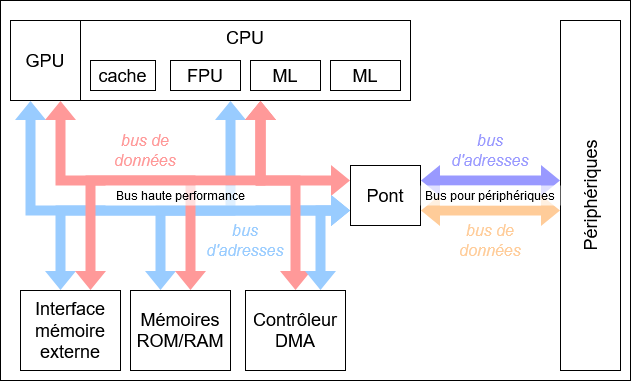 CPU
GPU
cache
FPU
ML
ML
bus de
données
bus
d'adresses
Bus haute performance
Pont
Bus pour périphériques
bus
d'adresses
bus de
données
Périphériques
Interface
mémoire
externe
Mémoires
ROM/RAM
Contrôleur
DMA